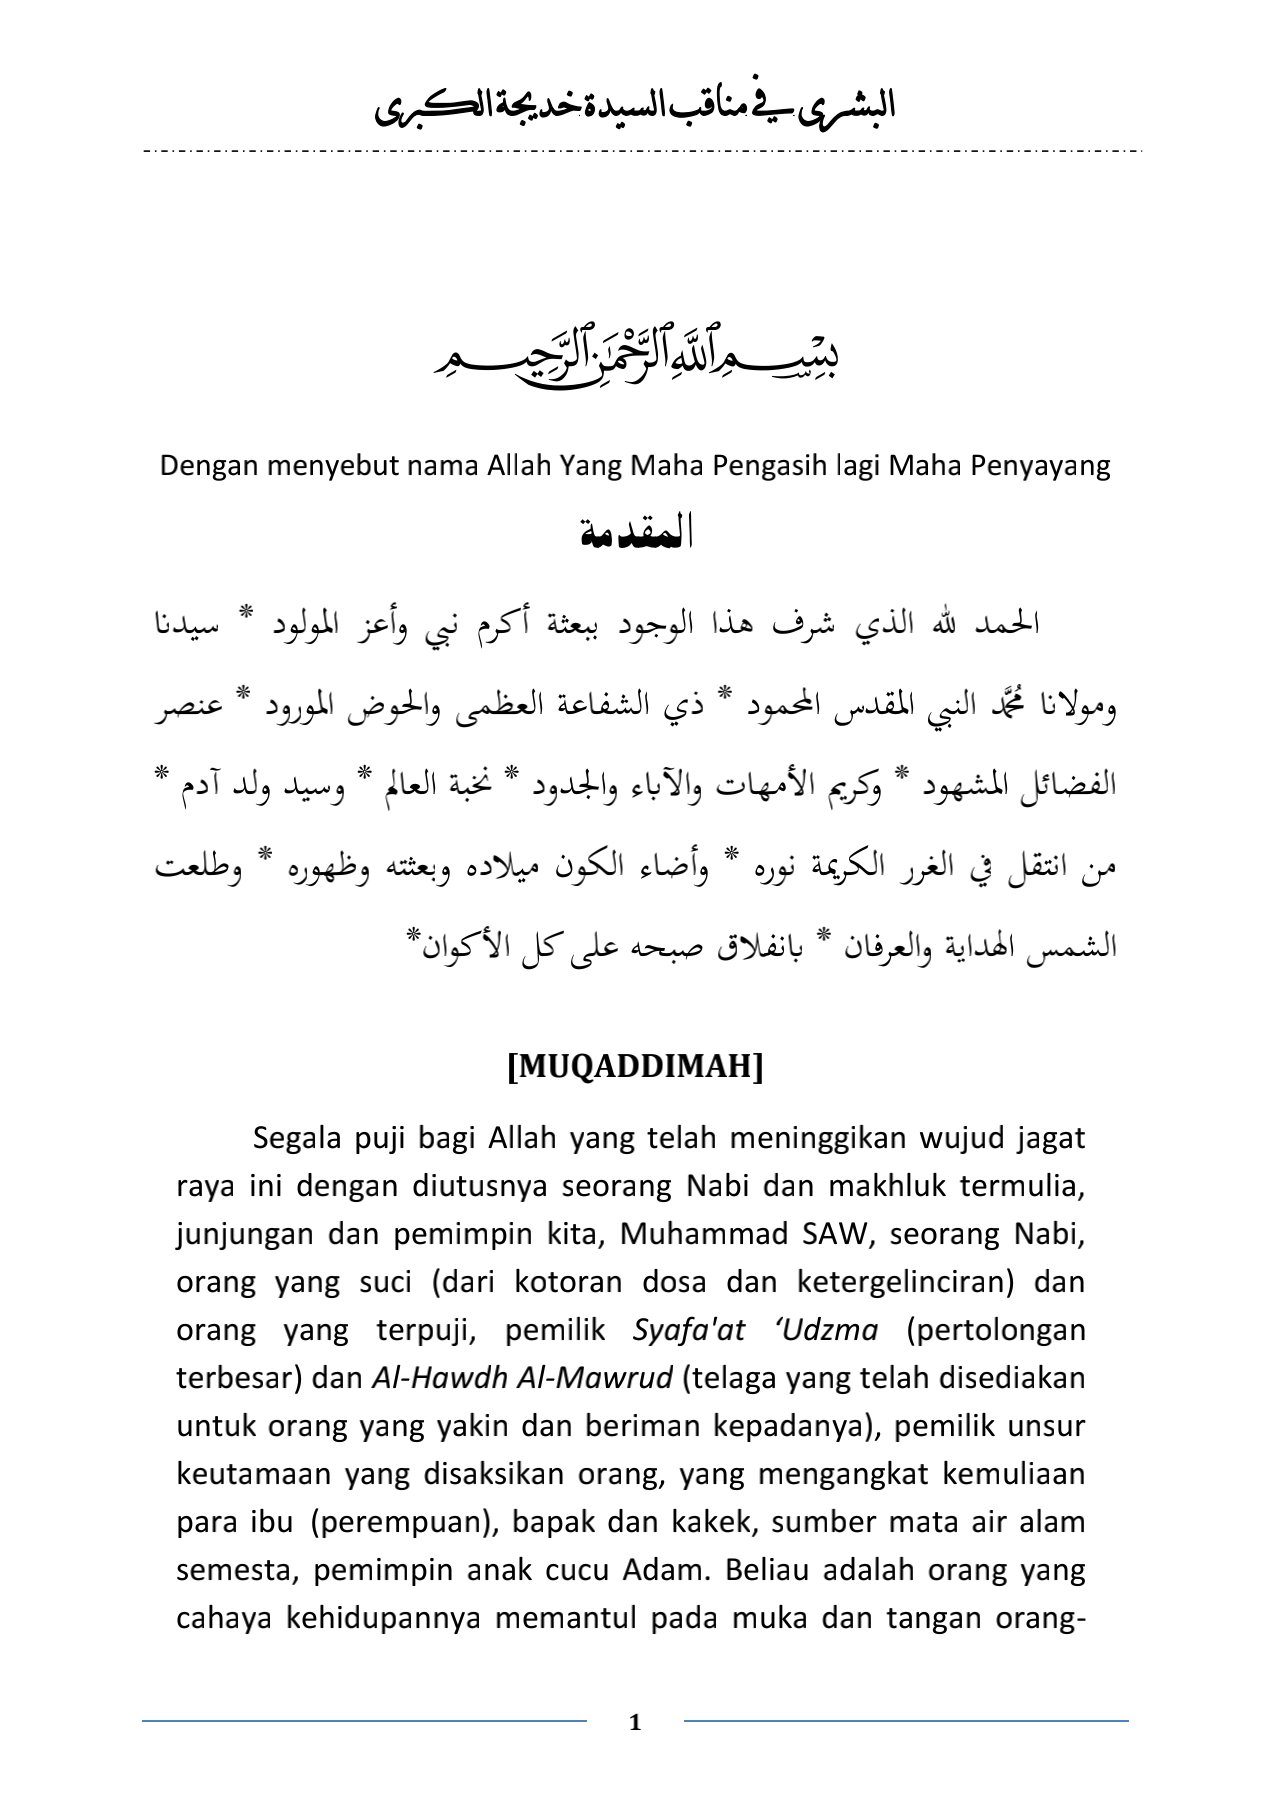 البشرى في مناقب السيدة خديجة الكبرى
بِسْمِ ٱللَّهِ ٱلرَّحْمَٰنِ ٱلرَّحِيمِ
Dengan menyebut nama Allah Yang Maha Pengasih lagi Maha Penyayang
المقدمة
الحمد لله الذي شرف هذا الوجود ببعثة أكرم نبي وأعز المولود * سيدنا
ومولانا مُحَمَّد النبي المقدس المحمود * ذي الشفاعة العظمى والحوض المورود * عنصر
الفضائل المشهود * وكريم الأمهات والآباء والجدود * نخبة العالم * وسيد ولد آدم *
من انتقل في الغرر الكريمة نوره * وأضاء الكون ميلاده وبعثته وظهوره * وطلعت
الشمس الهداية والعرفان * بانفلاق صبحه على كل الأكوان*
[MUQADDIMAH]
Segala puji bagi Allah yang telah meninggikan wujud jagat
raya ini dengan diutusnya seorang Nabi dan makhluk termulia,
junjungan dan pemimpin kita, Muhammad SAW, seorang Nabi,
orang yang suci (dari kotoran dosa dan ketergelinciran) dan
orang yang terpuji, pemilik Syafa'at ‘Udzma (pertolongan
terbesar) dan Al-Hawdh Al-Mawrud (telaga yang telah disediakan
untuk orang yang yakin dan beriman kepadanya), pemilik unsur
keutamaan yang disaksikan orang, yang mengangkat kemuliaan
para ibu (perempuan), bapak dan kakek, sumber mata air alam
semesta, pemimpin anak cucu Adam. Beliau adalah orang yang
cahaya kehidupannya memantul pada muka dan tangan orang-
1